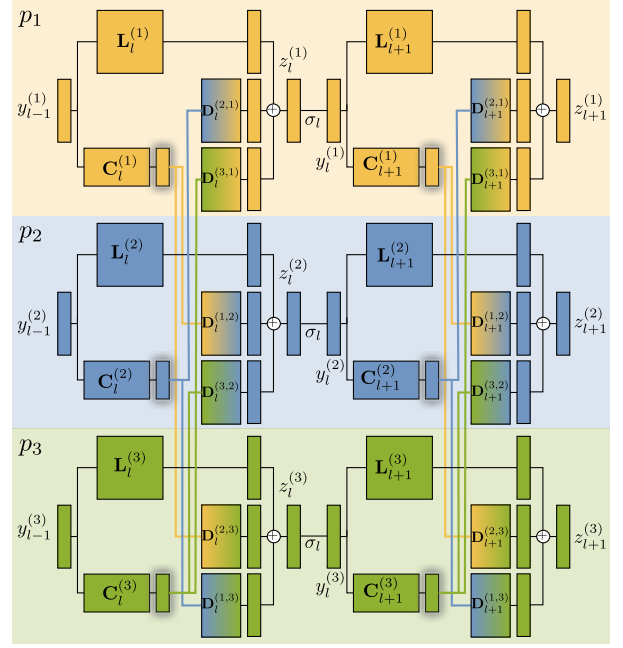 p₁
L_l^(1) z_l^(1) L_{l+1}^(1)
y_{l-1}^(1) D_l^(2,1) σ_l D_{l+1}^(2,1) z_{l+1}^(1)
C_l^(1) D_l^(3,1) y_l^(1) C_{l+1}^(1) D_{l+1}^(3,1)
p₂
L_l^(2) z_l^(2) L_{l+1}^(2)
y_{l-1}^(2) D_l^(1,2) σ_l D_{l+1}^(1,2) z_{l+1}^(2)
C_l^(2) D_l^(3,2) y_l^(2) C_{l+1}^(2) D_{l+1}^(3,2)
p₃
L_l^(3) z_l^(3) L_{l+1}^(3)
y_{l-1}^(3) D_l^(2,3) σ_l D_{l+1}^(2,3) z_{l+1}^(3)
C_l^(3) D_l^(1,3) y_l^(3) C_{l+1}^(3) D_{l+1}^(1,3)